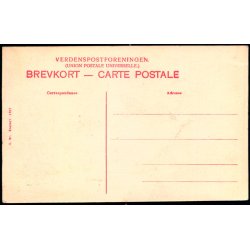 VERDENSPOSTFORENINGEN
(UNION POSTALE UNIVERSELLE.)
BREVKORT — CARTE POSTALE
Correspondance.
Adresse.